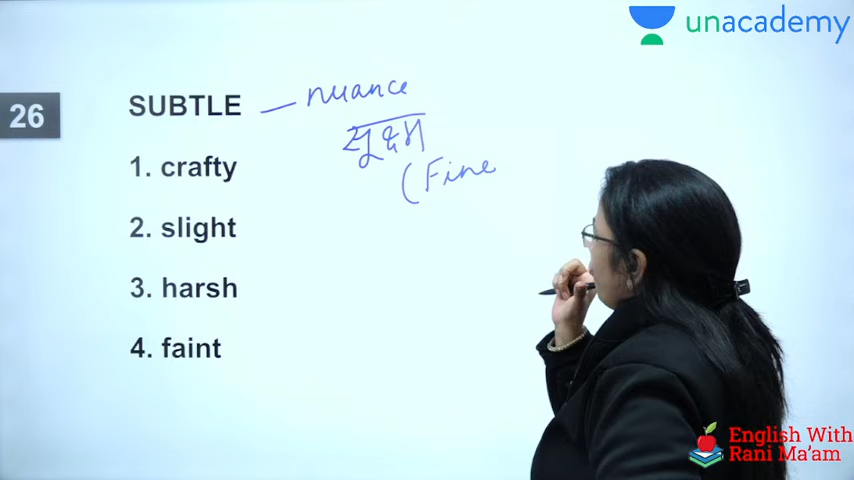 unacademy
26
SUBTLE — nuance
सूक्ष्म
(Fine
1. crafty
2. slight
3. harsh
4. faint
English With
Rani Ma'am